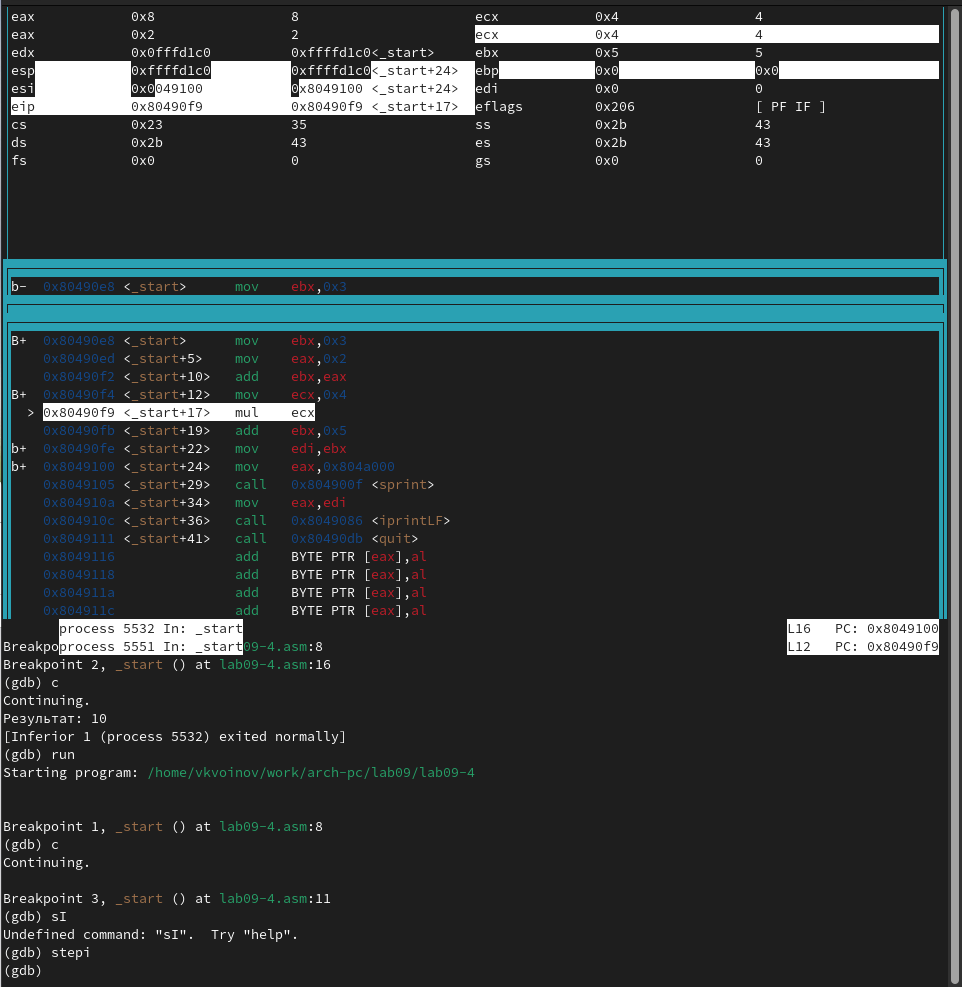 eax 0x8 8 ecx 0x4 4
eax 0x2 2 ecx 0x4 4
edx 0x0fffd1c0 0xffffd1c0<_start> ebx 0x5 5
esp 0xffffd1c0 0xffffd1c0<_start+24> ebp 0x0 0x0
esi 0x0049100 0x8049100 <_start+24> edi 0x0 0
eip 0x80490f9 0x80490f9 <_start+17> eflags 0x206 [ PF IF ]
cs 0x23 35 ss 0x2b 43
ds 0x2b 43 es 0x2b 43
fs 0x0 0 gs 0x0 0
b- 0x80490e8 <_start> mov ebx,0x3
B+ 0x80490e8 <_start> mov ebx,0x3
0x80490ed <_start+5> mov eax,0x2
0x80490f2 <_start+10> add ebx,eax
B+ 0x80490f4 <_start+12> mov ecx,0x4
> 0x80490f9 <_start+17> mul ecx
0x80490fb <_start+19> add ebx,0x5
b+ 0x80490fe <_start+22> mov edi,ebx
b+ 0x8049100 <_start+24> mov eax,0x804a000
0x8049105 <_start+29> call 0x804900f <sprint>
0x804910a <_start+34> mov eax,edi
0x804910c <_start+36> call 0x8049086 <iprintLF>
0x8049111 <_start+41> call 0x80490db <quit>
0x8049116 add BYTE PTR [eax],al
0x8049118 add BYTE PTR [eax],al
0x804911a add BYTE PTR [eax],al
0x804911c add BYTE PTR [eax],al
process 5532 In: _start L16 PC: 0x8049100
Breakpoprocess 5551 In: _start09-4.asm:8 L12 PC: 0x80490f9
Breakpoint 2, _start () at lab09-4.asm:16
(gdb) c
Continuing.
Результат: 10
[Inferior 1 (process 5532) exited normally]
(gdb) run
Starting program: /home/vkvoinov/work/arch-pc/lab09/lab09-4
Breakpoint 1, _start () at lab09-4.asm:8
(gdb) c
Continuing.
Breakpoint 3, _start () at lab09-4.asm:11
(gdb) sI
Undefined command: "sI".  Try "help".
(gdb) stepi
(gdb)